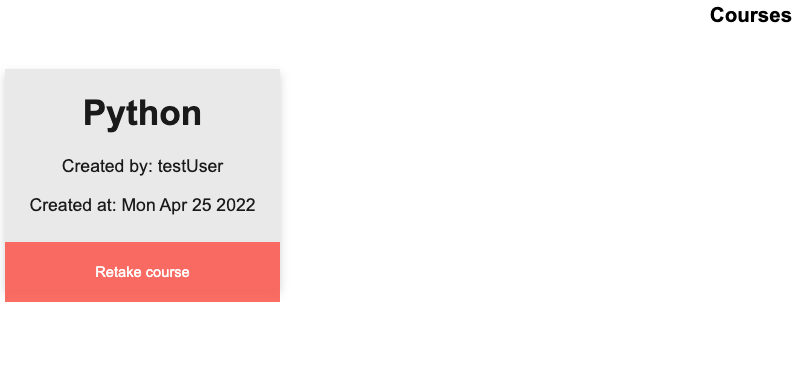 Courses
Python
Created by: testUser
Created at: Mon Apr 25 2022
Retake course